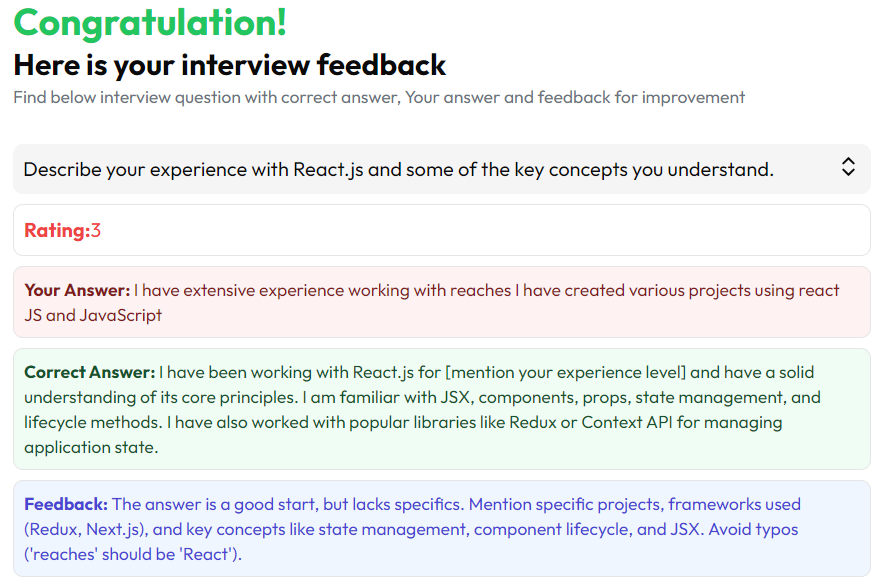 Congratulation!
Here is your interview feedback
Find below interview question with correct answer, Your answer and feedback for improvement
Describe your experience with React.js and some of the key concepts you understand.
Rating:3
Your Answer: I have extensive experience working with reaches I have created various projects using react
JS and JavaScript
Correct Answer: I have been working with React.js for [mention your experience level] and have a solid
understanding of its core principles. I am familiar with JSX, components, props, state management, and
lifecycle methods. I have also worked with popular libraries like Redux or Context API for managing
application state.
Feedback: The answer is a good start, but lacks specifics. Mention specific projects, frameworks used
(Redux, Next.js), and key concepts like state management, component lifecycle, and JSX. Avoid typos
('reaches' should be 'React').